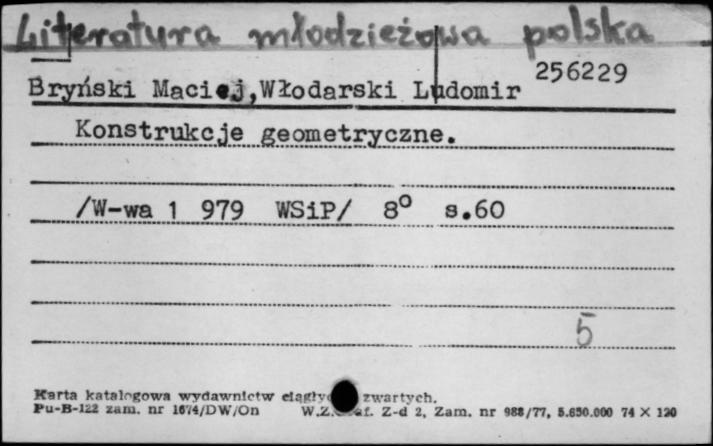 Literatura młodzieżowa polska
256229
Bryński Maciej,Włodarski Ludomir
Konstrukcje geometryczne.
/W-wa 1 979 WSiP/ 8° s.60
5
Karta katalogowa wydawnictw zwartych.
Pu-B-122 zam. nr 1674/DW/On Z-d 2, Zam. nr 988/77, 5.650.000 74 × 120